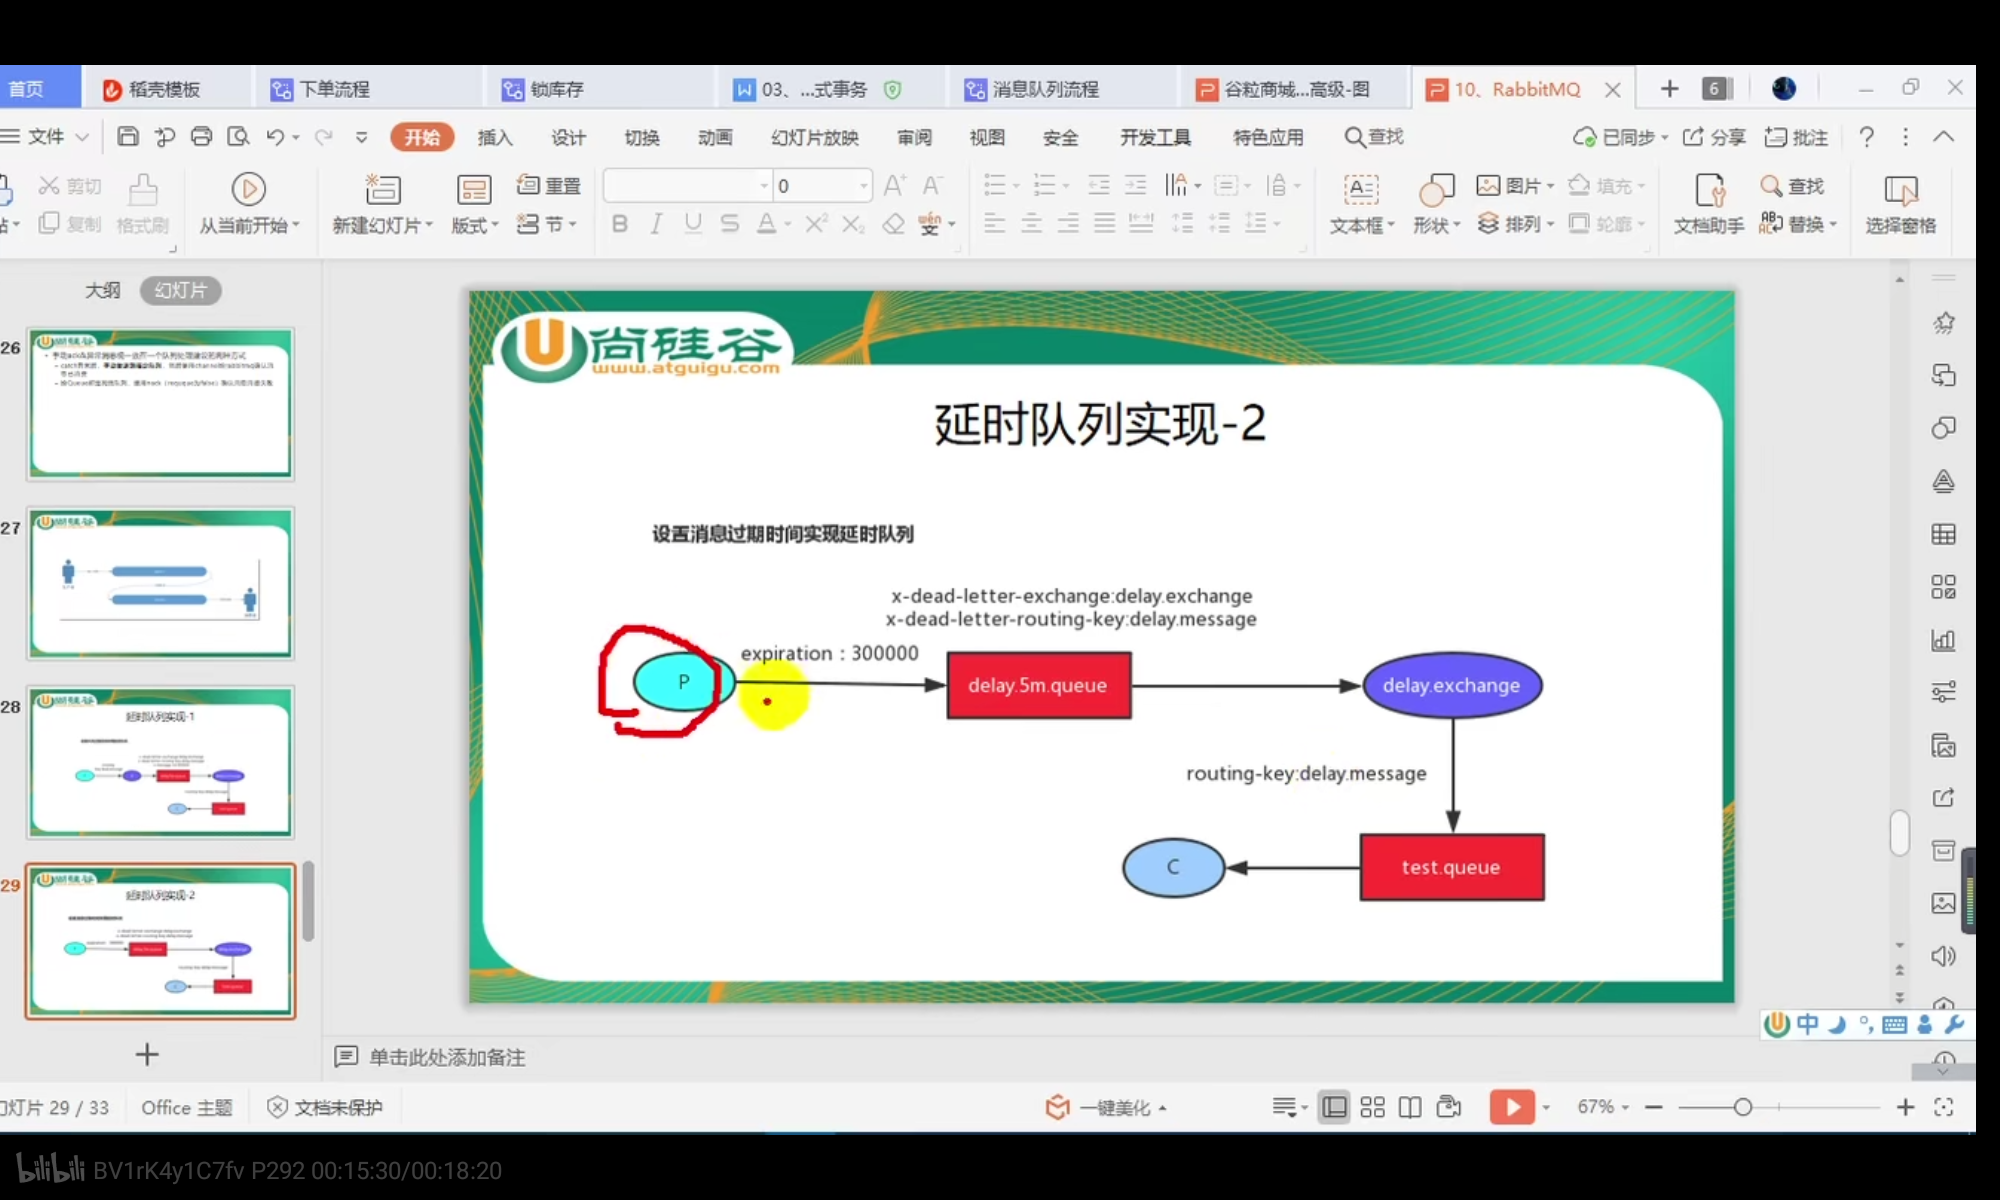 首页
稻壳模板
下单流程
锁库存
03、...式事务
消息队列流程
谷粒商城...高级-图
10、RabbitMQ
6
文件
开始
插入
设计
切换
动画
幻灯片放映
审阅
视图
安全
开发工具
特色应用
查找
已同步
分享
批注
剪切
复制
格式刷
从当前开始
新建幻灯片
版式
重置
节
0
文本框
形状
图片
排列
填充
轮廓
文档助手
查找
替换
选择窗格
大纲
幻灯片
26
27
28
延时队列实现-1
29
延时队列实现-2
尚硅谷
www.atguigu.com
延时队列实现-2
设置消息过期时间实现延时队列
x-dead-letter-exchange:delay.exchange
x-dead-letter-routing-key:delay.message
expiration：300000
P
delay.5m.queue
delay.exchange
routing-key:delay.message
C
test.queue
中
单击此处添加备注
灯片 29 / 33
Office 主题
文档未保护
一键美化
67%
bilibili BV1rK4y1C7fv P292 00:15:30/00:18:20